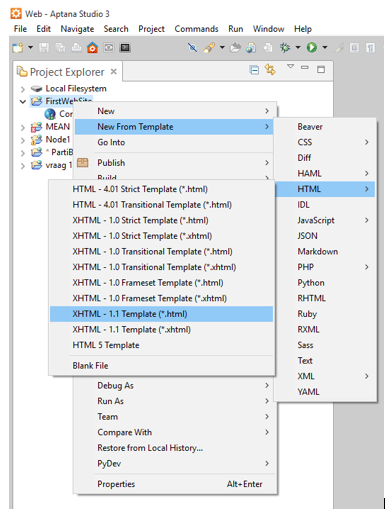 Web - Aptana Studio 3
File Edit Navigate Search Project Commands Run Window Help
Project Explorer
Local Filesystem
FirstWebSite
Cor
MEAN
Node1
* PartiB
vraag 1
New
New From Template
Go Into
Publish
Build
Beaver
CSS
Diff
HAML
HTML
IDL
JavaScript
JSON
Markdown
PHP
Python
RHTML
Ruby
RXML
Sass
Text
XML
YAML
HTML - 4.01 Strict Template (*.html)
HTML - 4.01 Transitional Template (*.html)
XHTML - 1.0 Strict Template (*.html)
XHTML - 1.0 Strict Template (*.xhtml)
XHTML - 1.0 Transitional Template (*.html)
XHTML - 1.0 Transitional Template (*.xhtml)
XHTML - 1.0 Frameset Template (*.html)
XHTML - 1.0 Frameset Template (*.xhtml)
XHTML - 1.1 Template (*.html)
XHTML - 1.1 Template (*.xhtml)
HTML 5 Template
Blank File
Debug As
Run As
Team
Compare With
Restore from Local History...
PyDev
Properties Alt+Enter